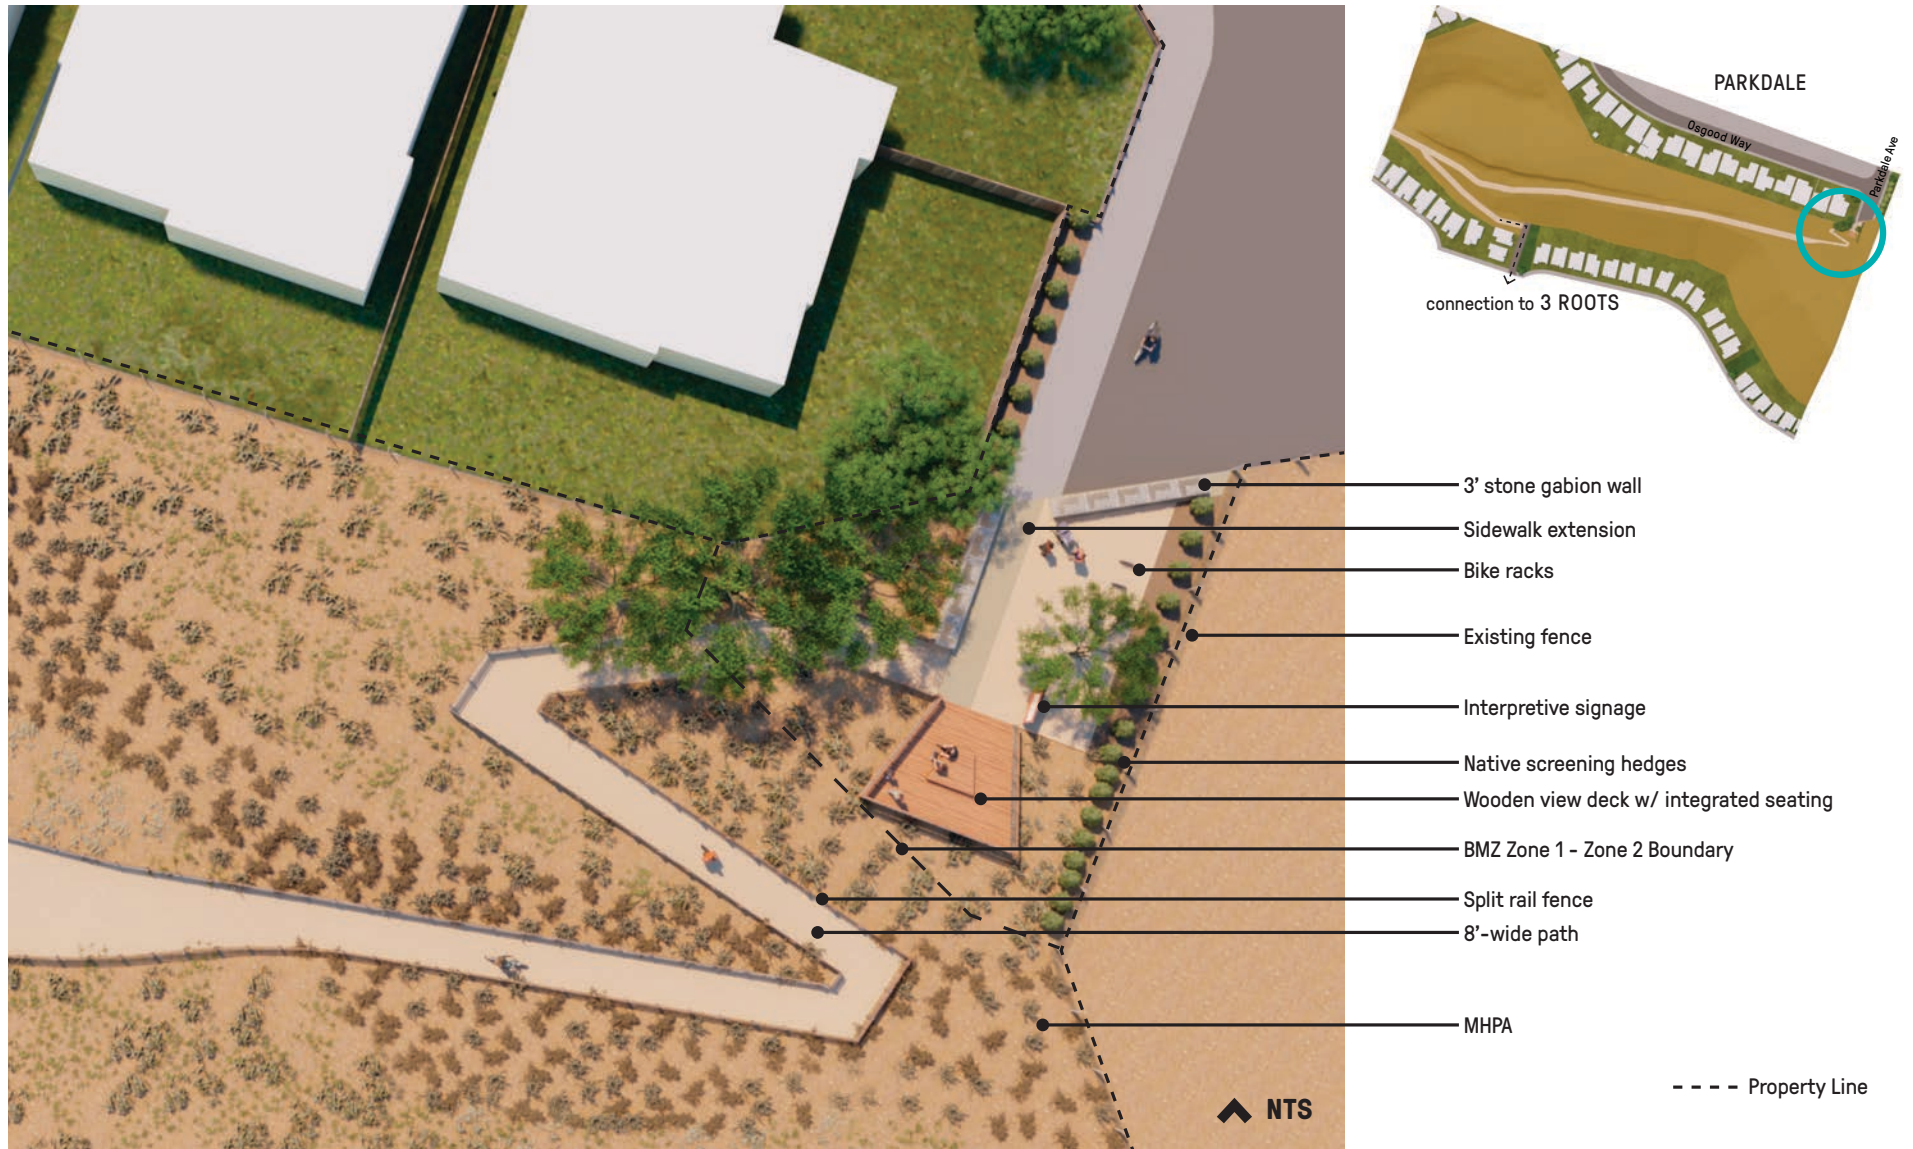 PARKDALE
Osgood Way
Parkdale Ave
connection to 3 ROOTS
3’ stone gabion wall
Sidewalk extension
Bike racks
Existing fence
Interpretive signage
Native screening hedges
Wooden view deck w/ integrated seating
BMZ Zone 1 - Zone 2 Boundary
Split rail fence
8’-wide path
MHPA
Property Line
NTS